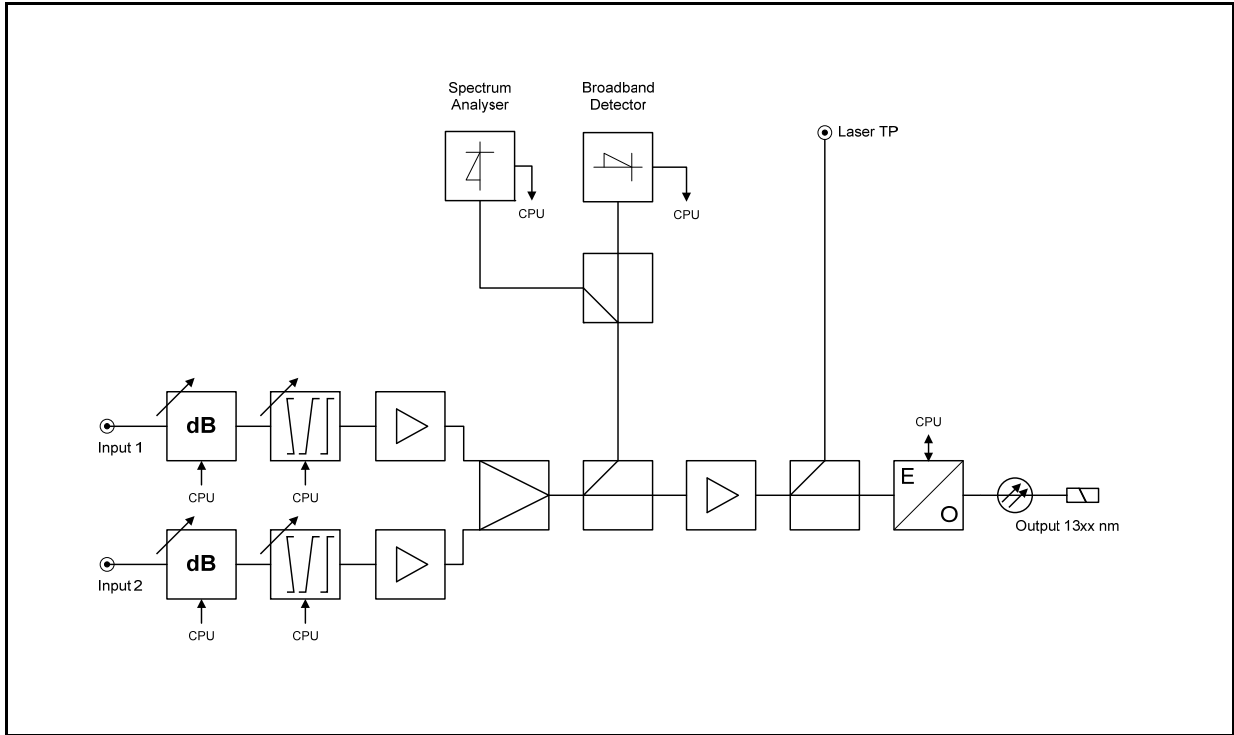 Spectrum
Analyser
Broadband
Detector
Laser TP
CPU
CPU
CPU
dB
Input 1
CPU
CPU
E
O
Output 13xx nm
dB
Input 2
CPU
CPU